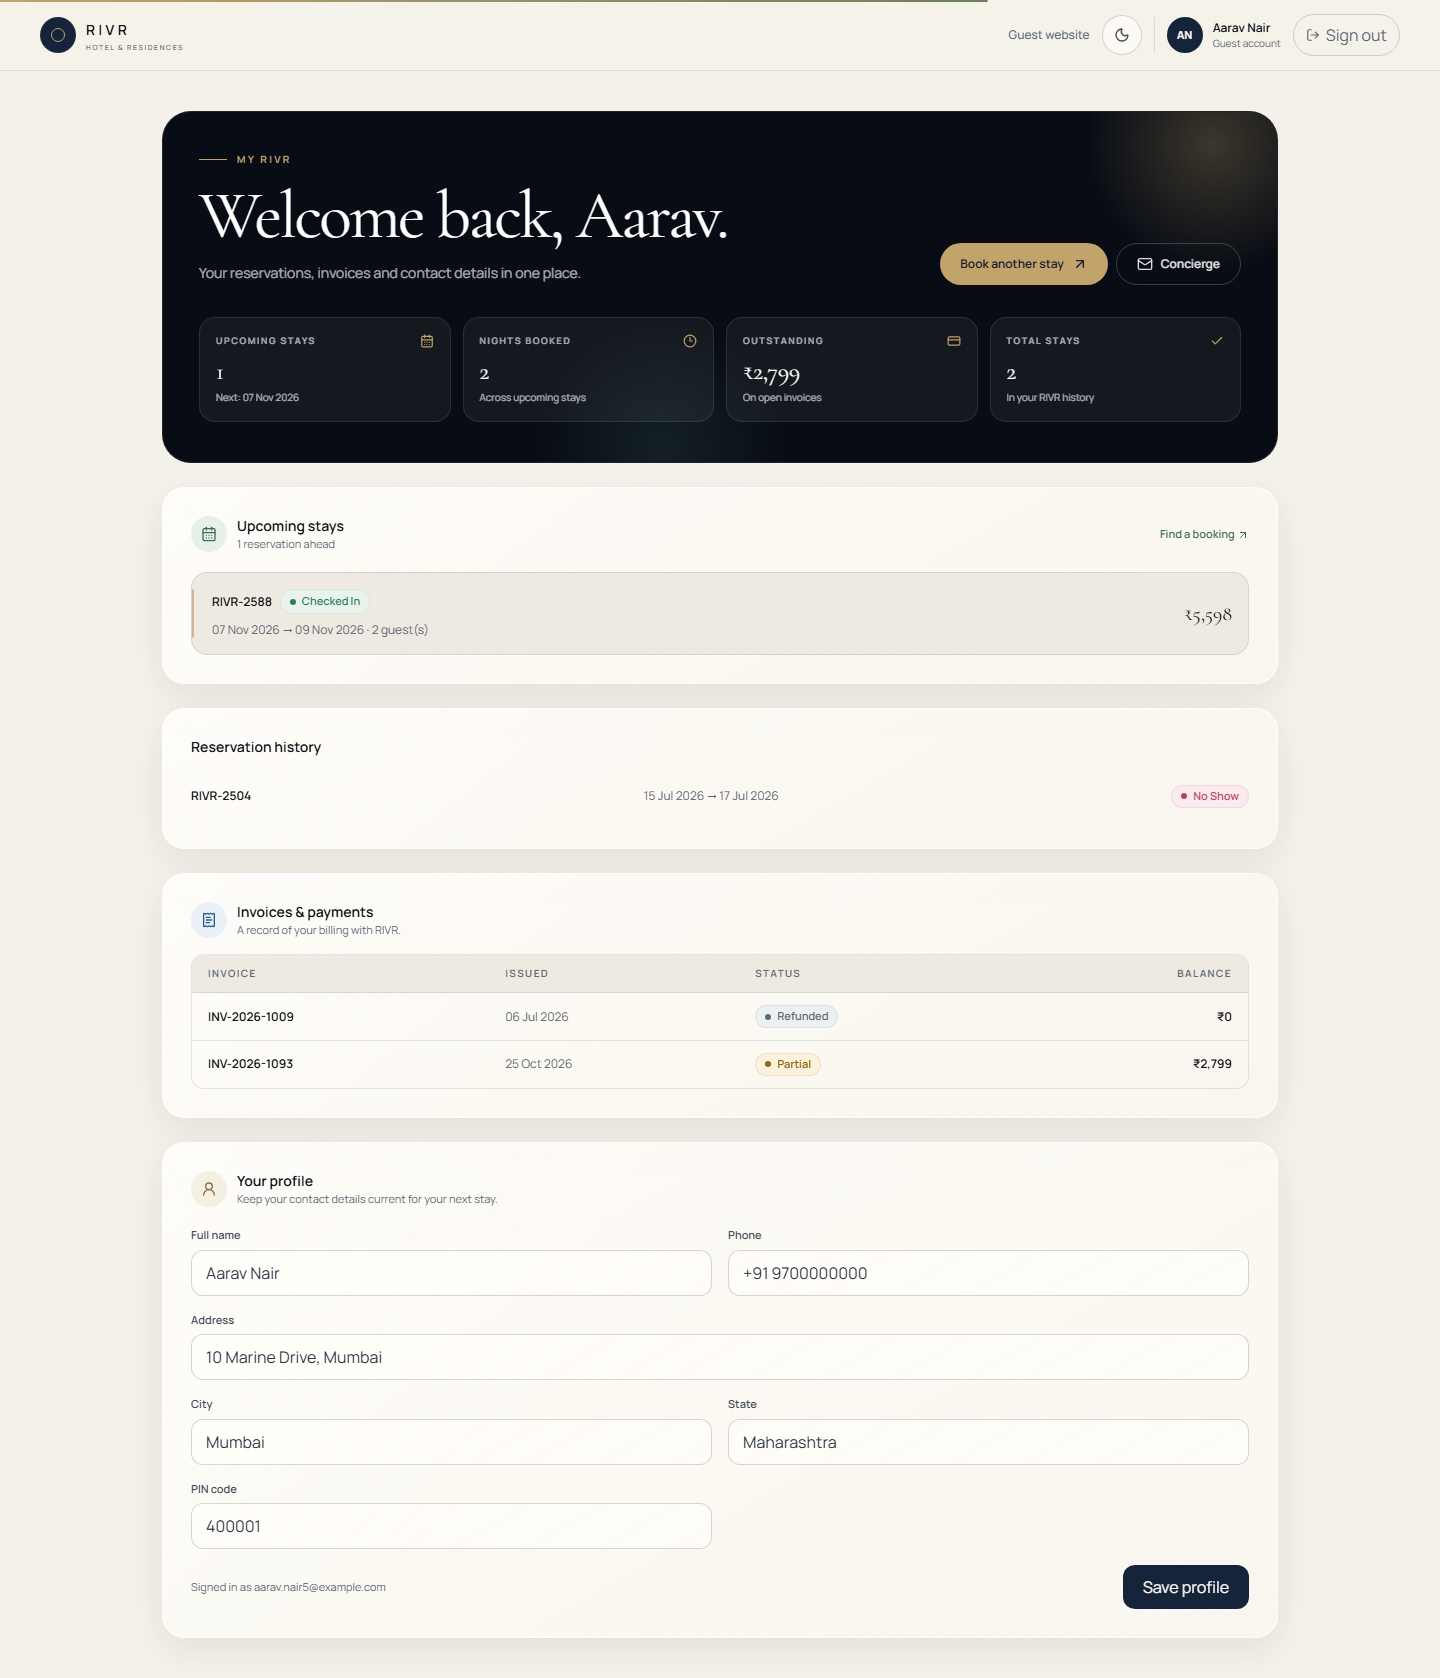 RIVR
HOTEL & RESIDENCES
Guest website
AN
Aarav Nair
Guest account
Sign out
MY RIVR
Welcome back, Aarav.
Your reservations, invoices and contact details in one place.
Book another stay
Concierge
UPCOMING STAYS
1
Next: 07 Nov 2026
NIGHTS BOOKED
2
Across upcoming stays
OUTSTANDING
₹2,799
On open invoices
TOTAL STAYS
2
In your RIVR history
Upcoming stays
1 reservation ahead
Find a booking
RIVR-2588 Checked In
07 Nov 2026 → 09 Nov 2026 · 2 guest(s)
₹5,598
Reservation history
RIVR-2504 15 Jul 2026 → 17 Jul 2026 No Show
Invoices & payments
A record of your billing with RIVR.
INVOICE ISSUED STATUS BALANCE
INV-2026-1009 06 Jul 2026 Refunded ₹0
INV-2026-1093 25 Oct 2026 Partial ₹2,799
Your profile
Keep your contact details current for your next stay.
Full name
Aarav Nair
Phone
+91 9700000000
Address
10 Marine Drive, Mumbai
City
Mumbai
State
Maharashtra
PIN code
400001
Signed in as aarav.nair5@example.com
Save profile